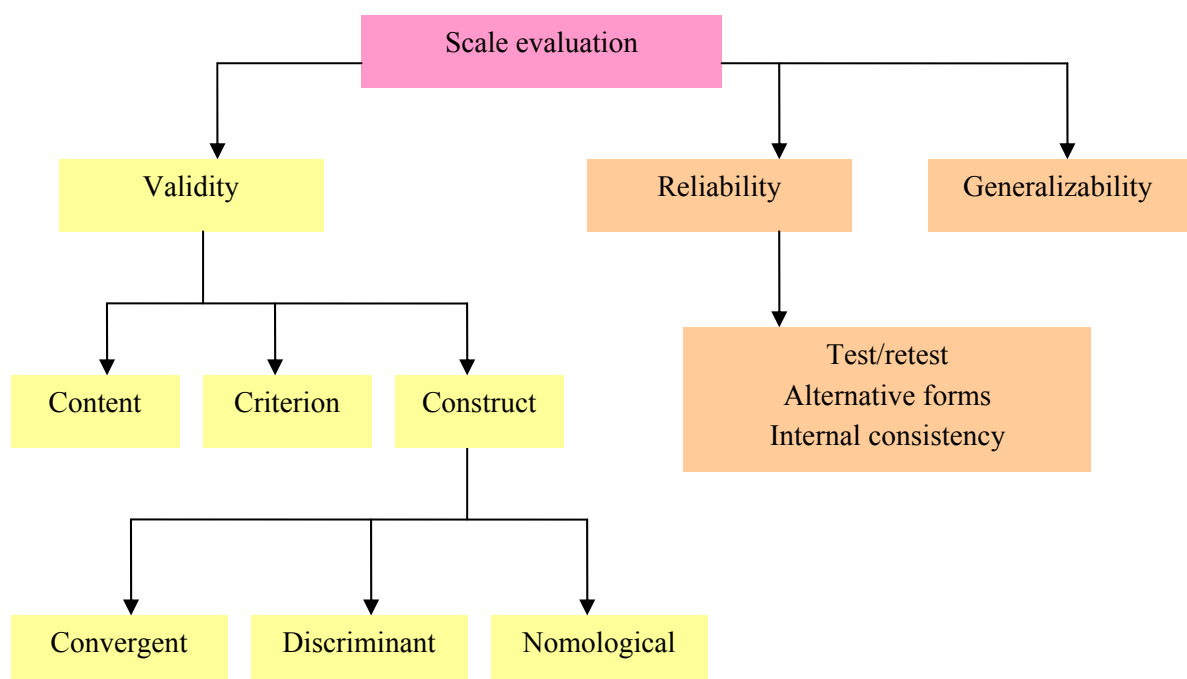 Scale evaluation
Validity
Reliability
Generalizability
Test/retest
Alternative forms
Internal consistency
Content
Criterion
Construct
Convergent
Discriminant
Nomological